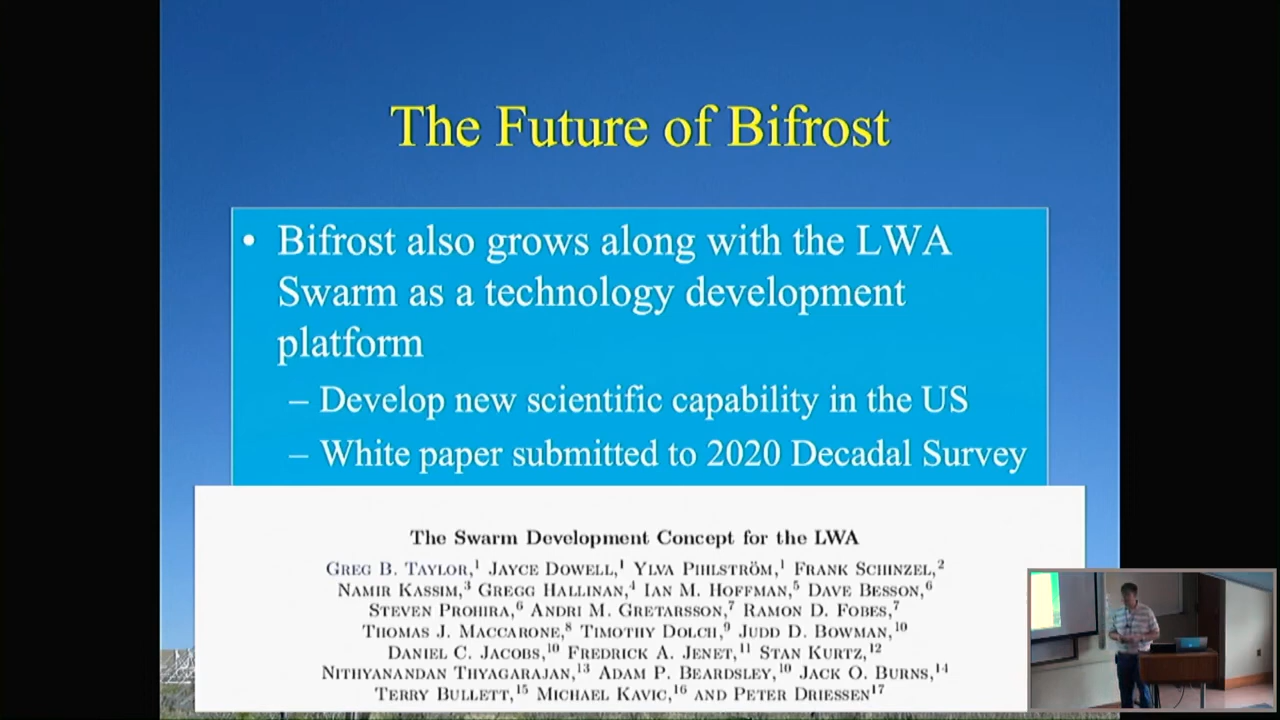 The Future of Bifrost
• Bifrost also grows along with the LWA
Swarm as a technology development
platform
– Develop new scientific capability in the US
– White paper submitted to 2020 Decadal Survey
The Swarm Development Concept for the LWA
Greg B. Taylor,1 Jayce Dowell,1 Ylva Pihlström,1 Frank Schinzel,2
Namir Kassim,3 Gregg Hallinan,4 Ian M. Hoffman,5 Dave Besson,6
Steven Prohira,6 Andri M. Gretarsson,7 Ramon D. Fobes,7
Thomas J. Maccarone,8 Timothy Dolch,9 Judd D. Bowman,10
Daniel C. Jacobs,10 Fredrick A. Jenet,11 Stan Kurtz,12
Nithyanandan Thyagarajan,13 Adam P. Beardsley,10 Jack O. Burns,14
Terry Bullett,15 Michael Kavic,16 and Peter Driessen17